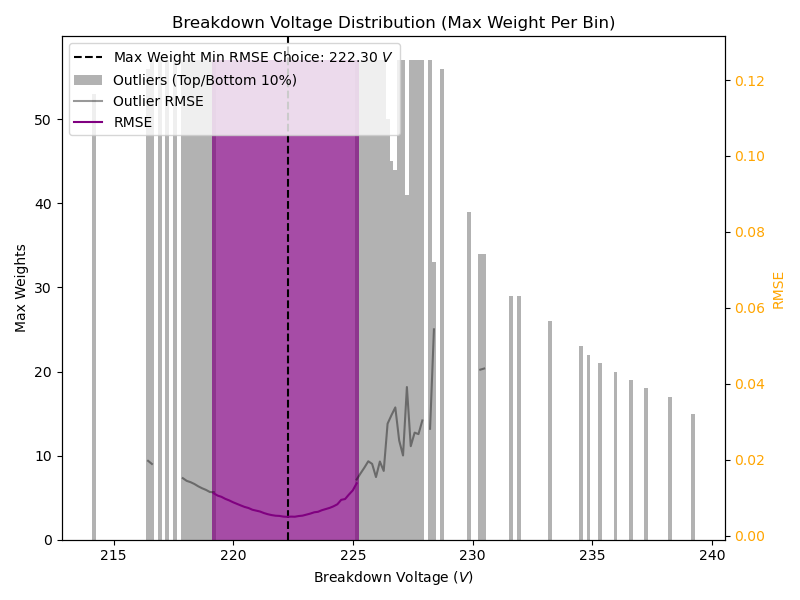 Breakdown Voltage Distribution (Max Weight Per Bin)
Max Weight Min RMSE Choice: 222.30 V
Outliers (Top/Bottom 10%)
Outlier RMSE
RMSE
Max Weights
50
40
30
20
10
0
0.12
0.10
0.08
0.06
0.04
0.02
0.00
RMSE
215 220 225 230 235 240
Breakdown Voltage (V)